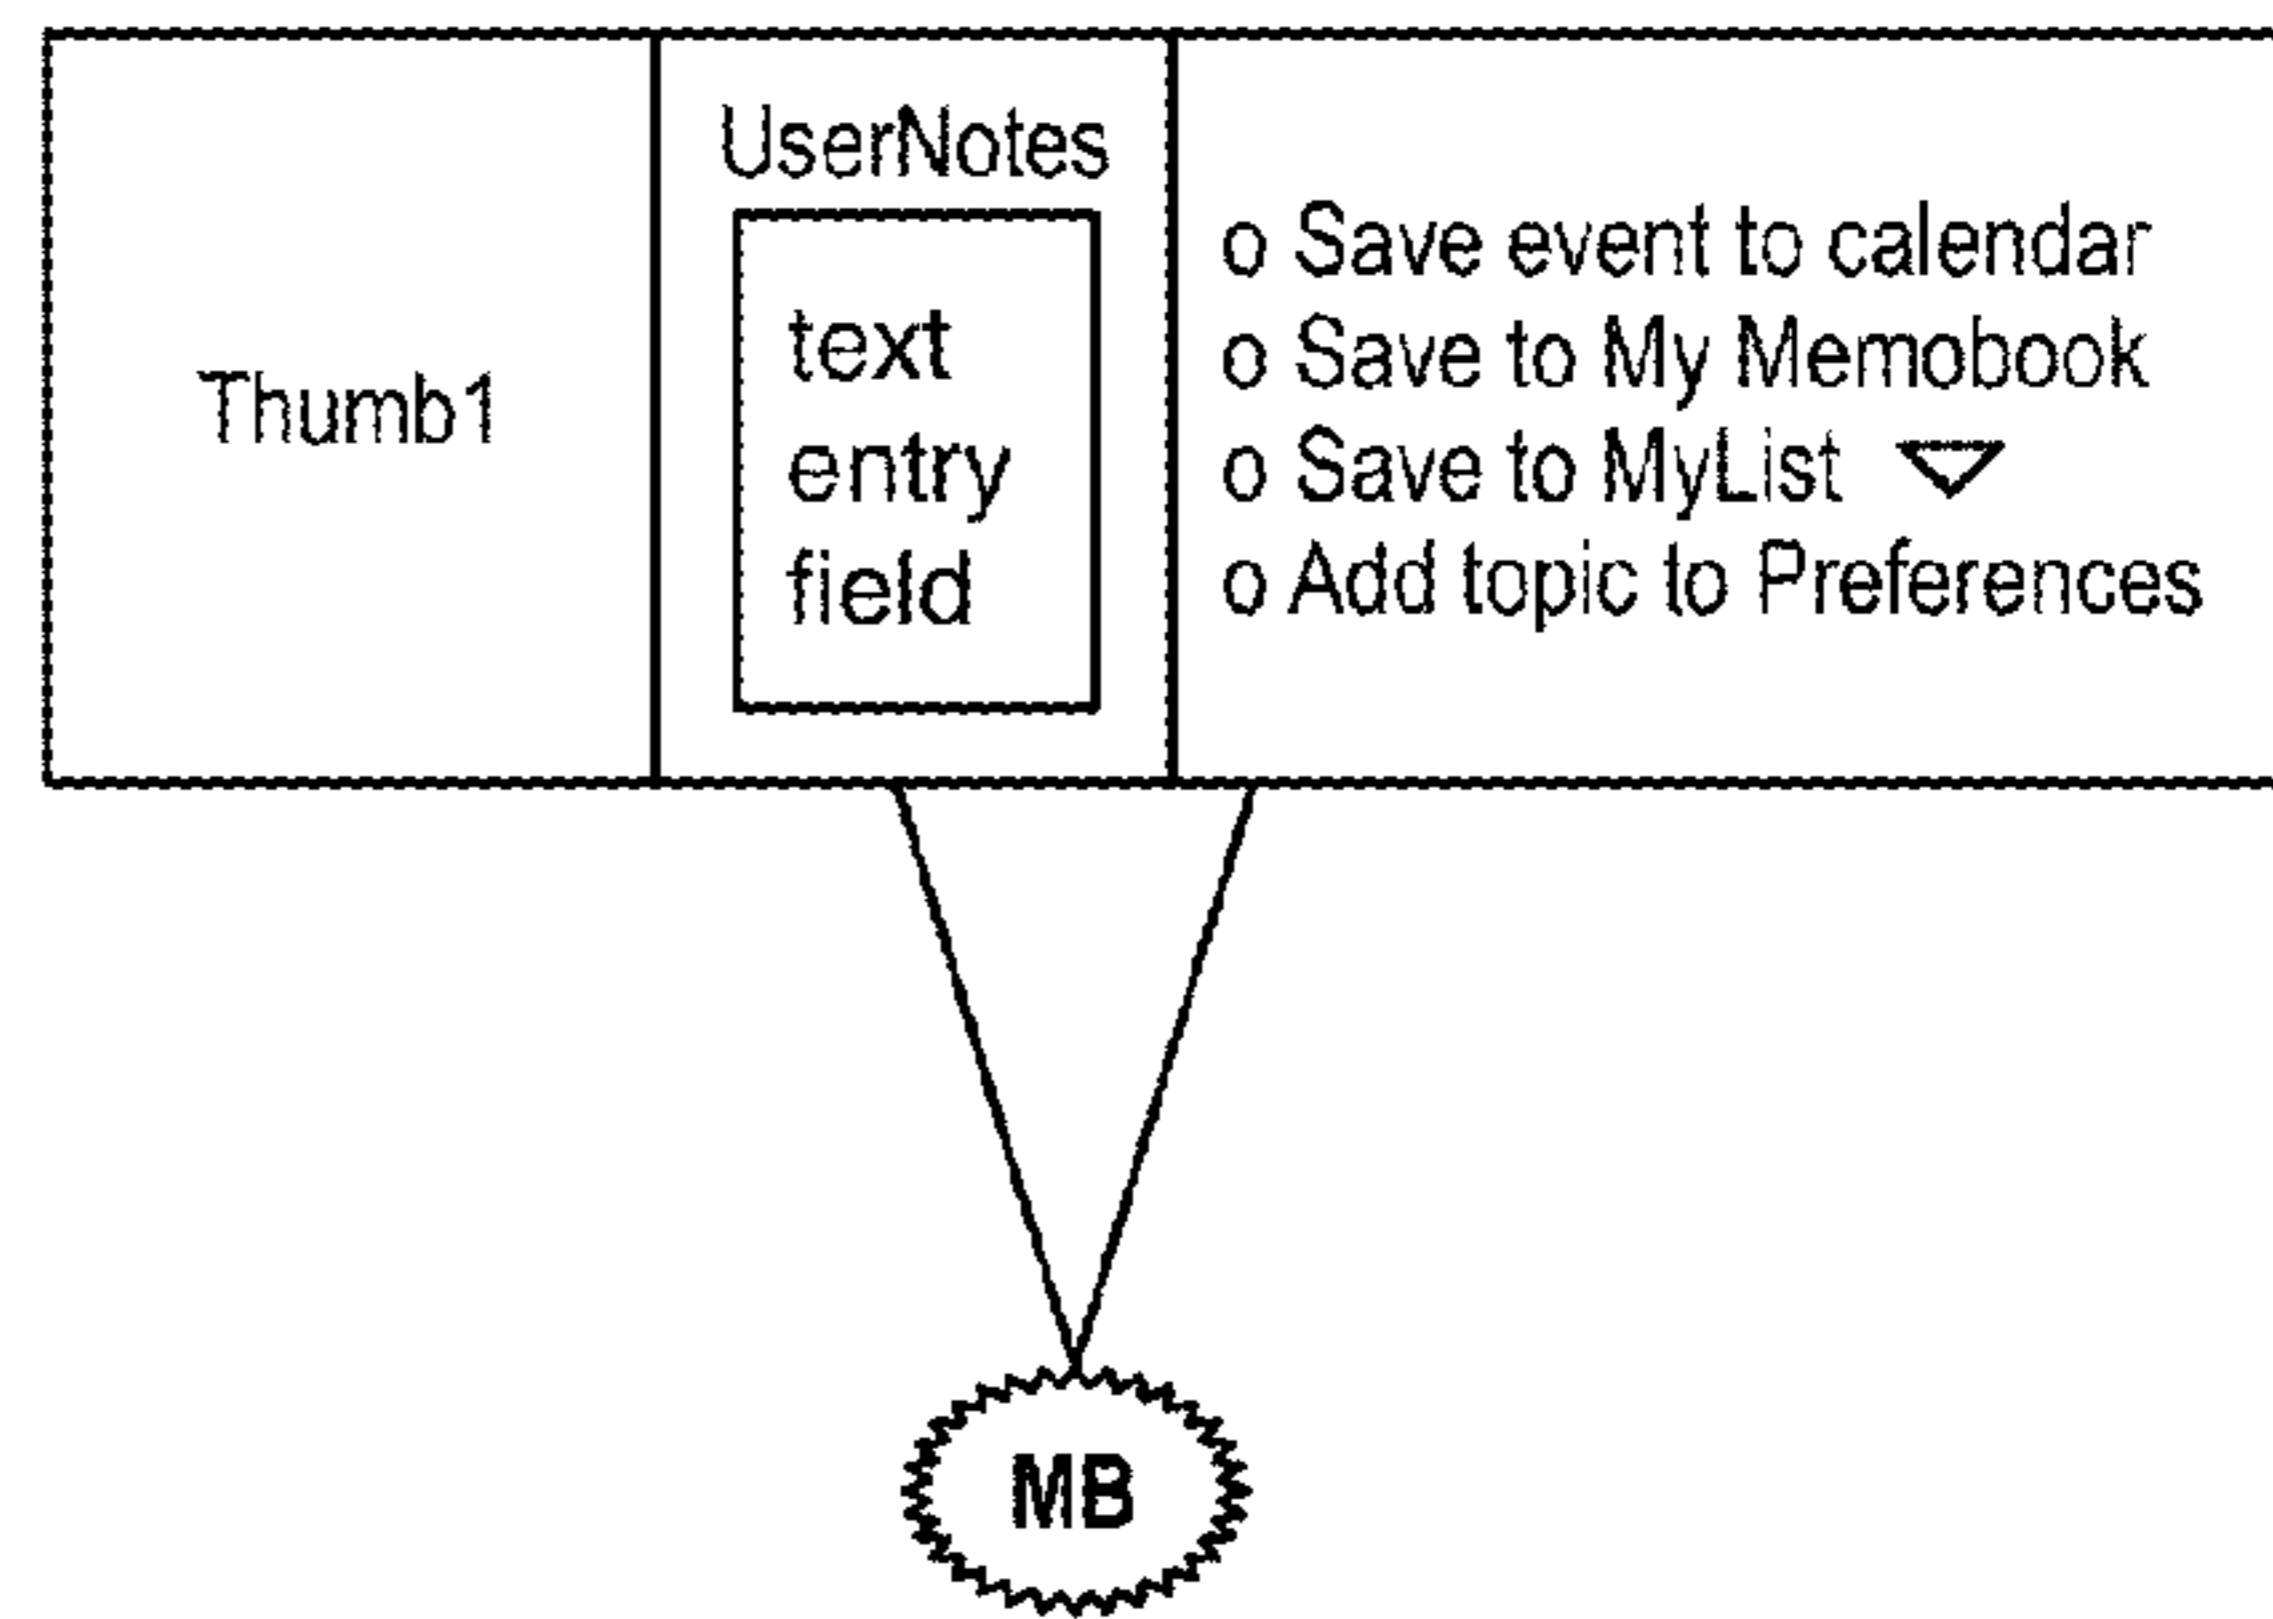 Thumb1
UserNotes
text
entry
field
o Save event to calendar
o Save to My Memobook
o Save to MyList
o Add topic to Preferences
MB